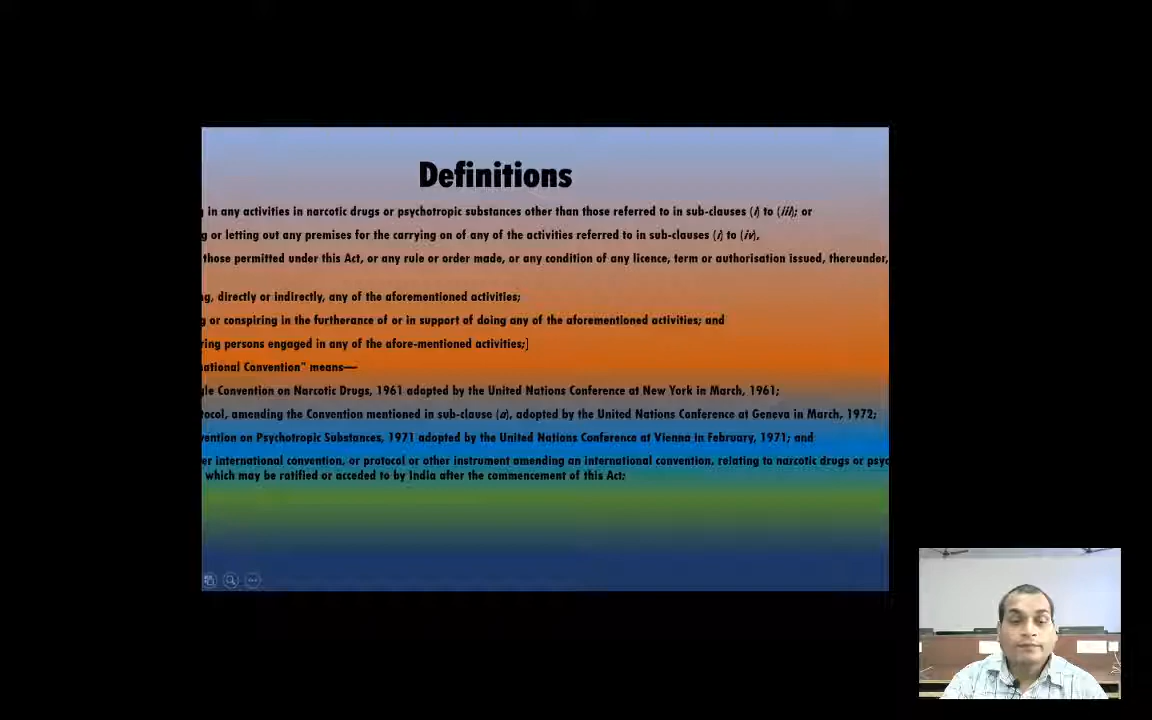 Definitions
in any activities in narcotic drugs or psychotropic substances other than those referred to in sub-clauses (i) to (iii); or
or letting out any premises for the carrying on of any of the activities referred to in sub-clauses (i) to (iv),
those permitted under this Act, or any rule or order made, or any condition of any licence, term or authorisation issued, thereunder,
directly or indirectly, any of the aforementioned activities;
or conspiring in the furtherance of or in support of doing any of the aforementioned activities; and
persons engaged in any of the afore-mentioned activities;]
Convention" means—
Convention on Narcotic Drugs, 1961 adopted by the United Nations Conference at New York in March, 1961;
amending the Convention mentioned in sub-clause (a), adopted by the United Nations Conference at Geneva in March, 1972;
on Psychotropic Substances, 1971 adopted by the United Nations Conference at Vienna in February, 1971; and
international convention, or protocol or other instrument amending an international convention, relating to narcotic drugs or
which may be ratified or acceded to by India after the commencement of this Act;